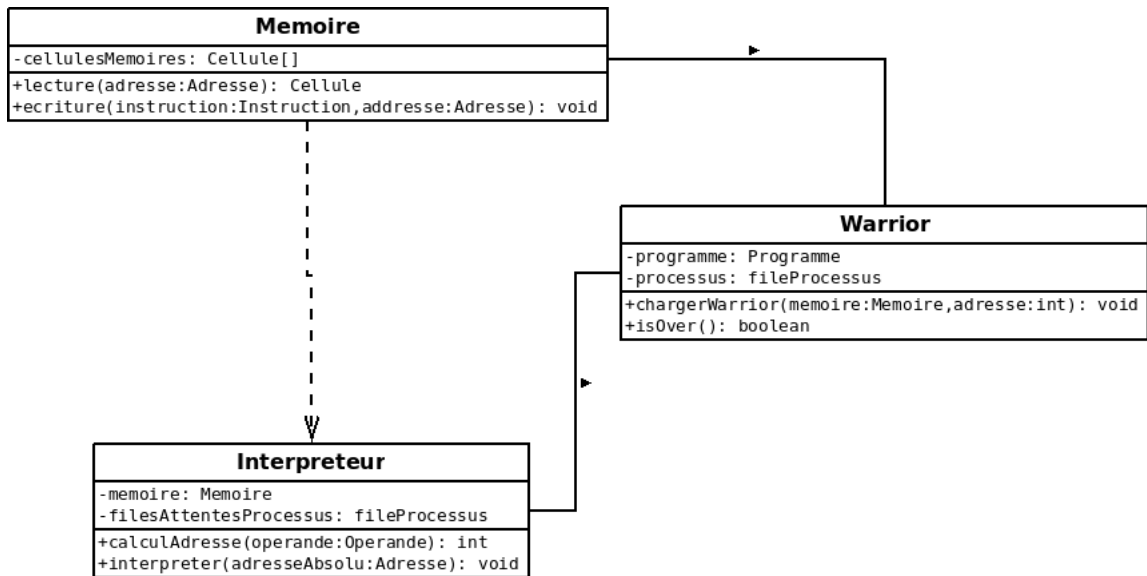 Memoire
-cellulesMemoires: Cellule[]
+lecture(adresse:Adresse): Cellule
+ecriture(instruction:Instruction,addresse:Adresse): void
Warrior
-programme: Programme
-processus: fileProcessus
+chargerWarrior(memoire:Memoire,adresse:int): void
+isOver(): boolean
Interpreteur
-memoire: Memoire
-filesAttentesProcessus: fileProcessus
+calculAdresse(operande:Operande): int
+interpreter(adresseAbsolu:Adresse): void